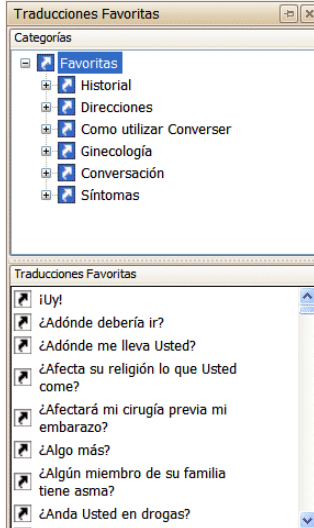 Traducciones Favoritas
Categorías
Favoritas
Historial
Direcciones
Como utilizar Converser
Ginecología
Conversación
Síntomas
Traducciones Favoritas
¡Uy!
¿Adónde debería ir?
¿Adónde me lleva Usted?
¿Afecta su religión lo que Usted
come?
¿Afectará mi cirugía previa mi
embarazo?
¿Algo más?
¿Algún miembro de su familia
tiene asma?
¿Anda Usted en drogas?